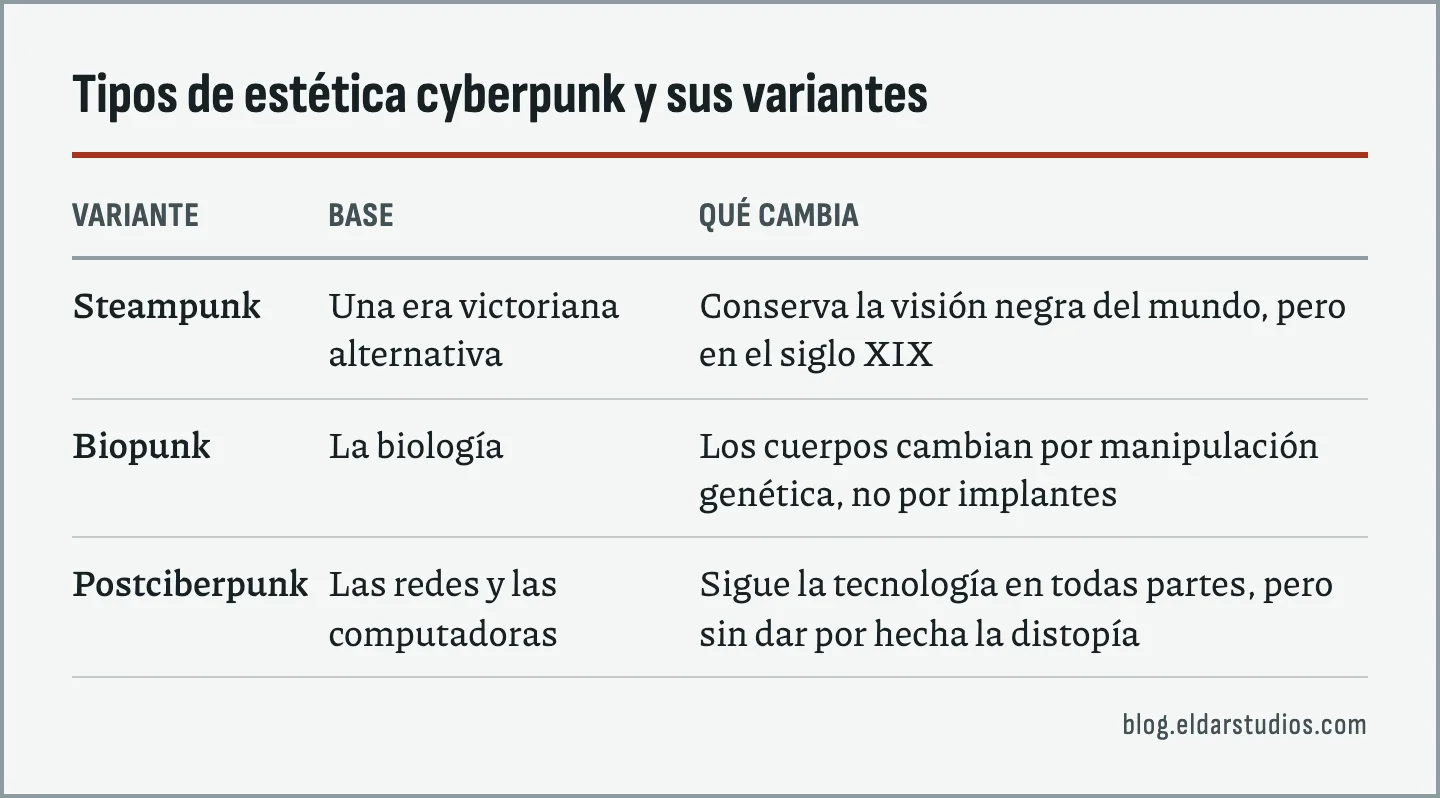 Tipos de estética cyberpunk y sus variantes
VARIANTE BASE QUÉ CAMBIA
Steampunk Una era victoriana Conserva la visión negra del mundo, pero
alternativa en el siglo XIX
Biopunk La biología Los cuerpos cambian por manipulación
genética, no por implantes
Postciberpunk Las redes y las Sigue la tecnología en todas partes, pero
computadoras sin dar por hecha la distopía
blog.eldarstudios.com